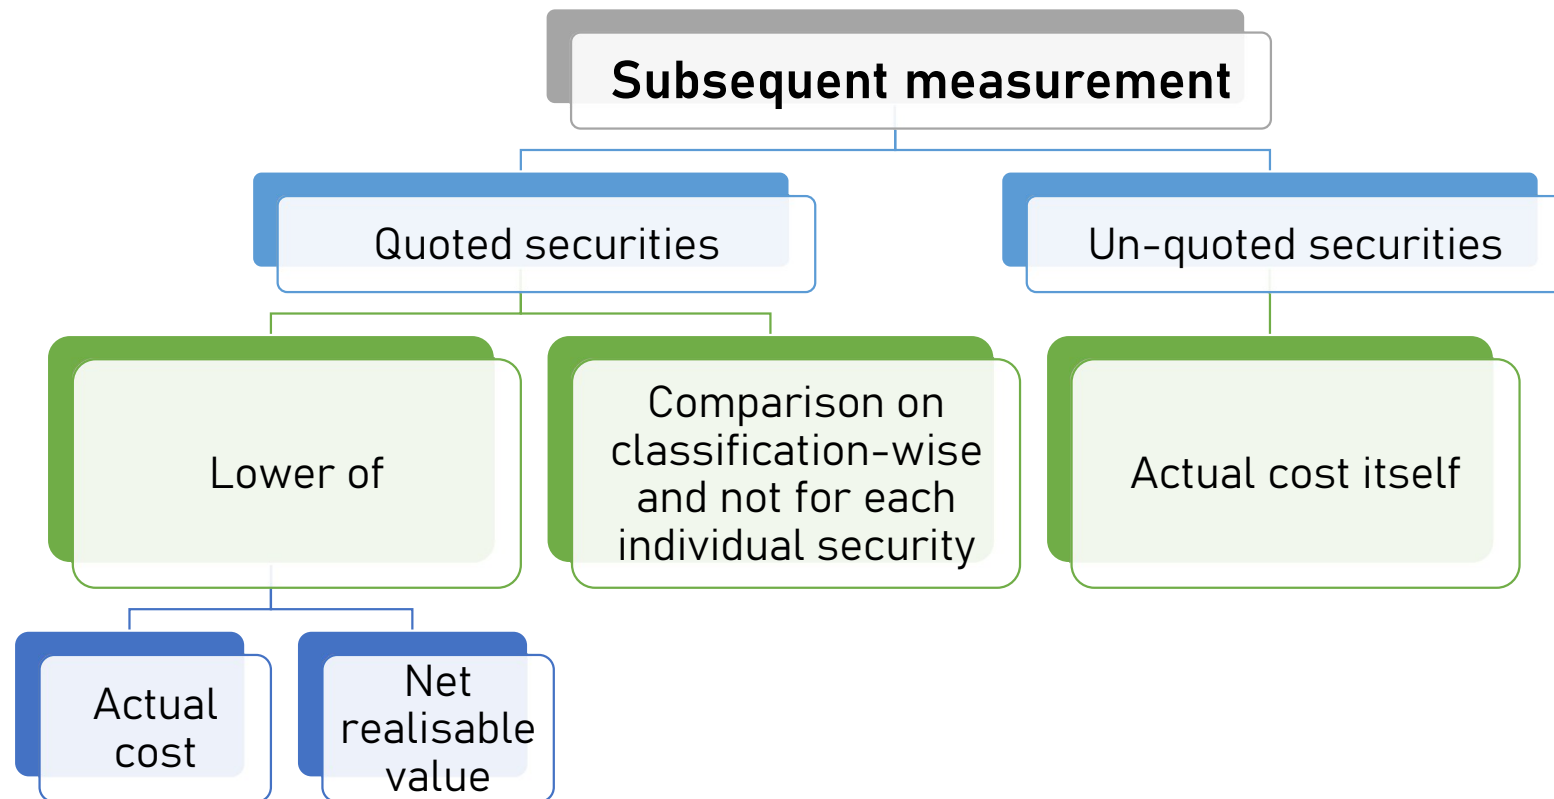 Subsequent measurement
Quoted securities
Un-quoted securities
Lower of
Comparison on
classification-wise
and not for each
individual security
Actual cost itself
Actual
cost
Net
realisable
value